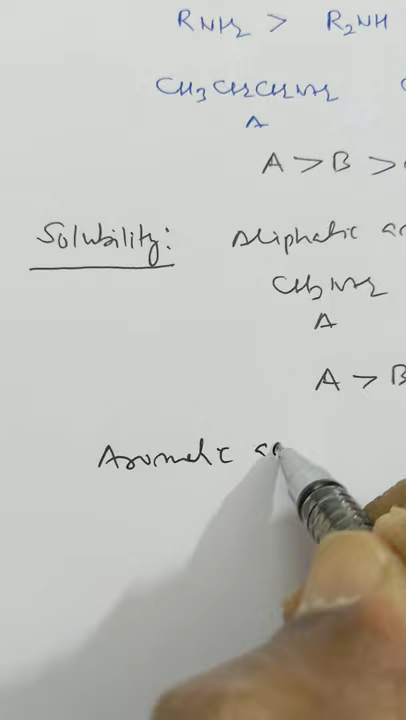 RNH2 > R2NH
CH3CH2CH2NH2
A
A > B >
Solubility: Aliphatic
CH3NH2
A
A > B
Aromatic